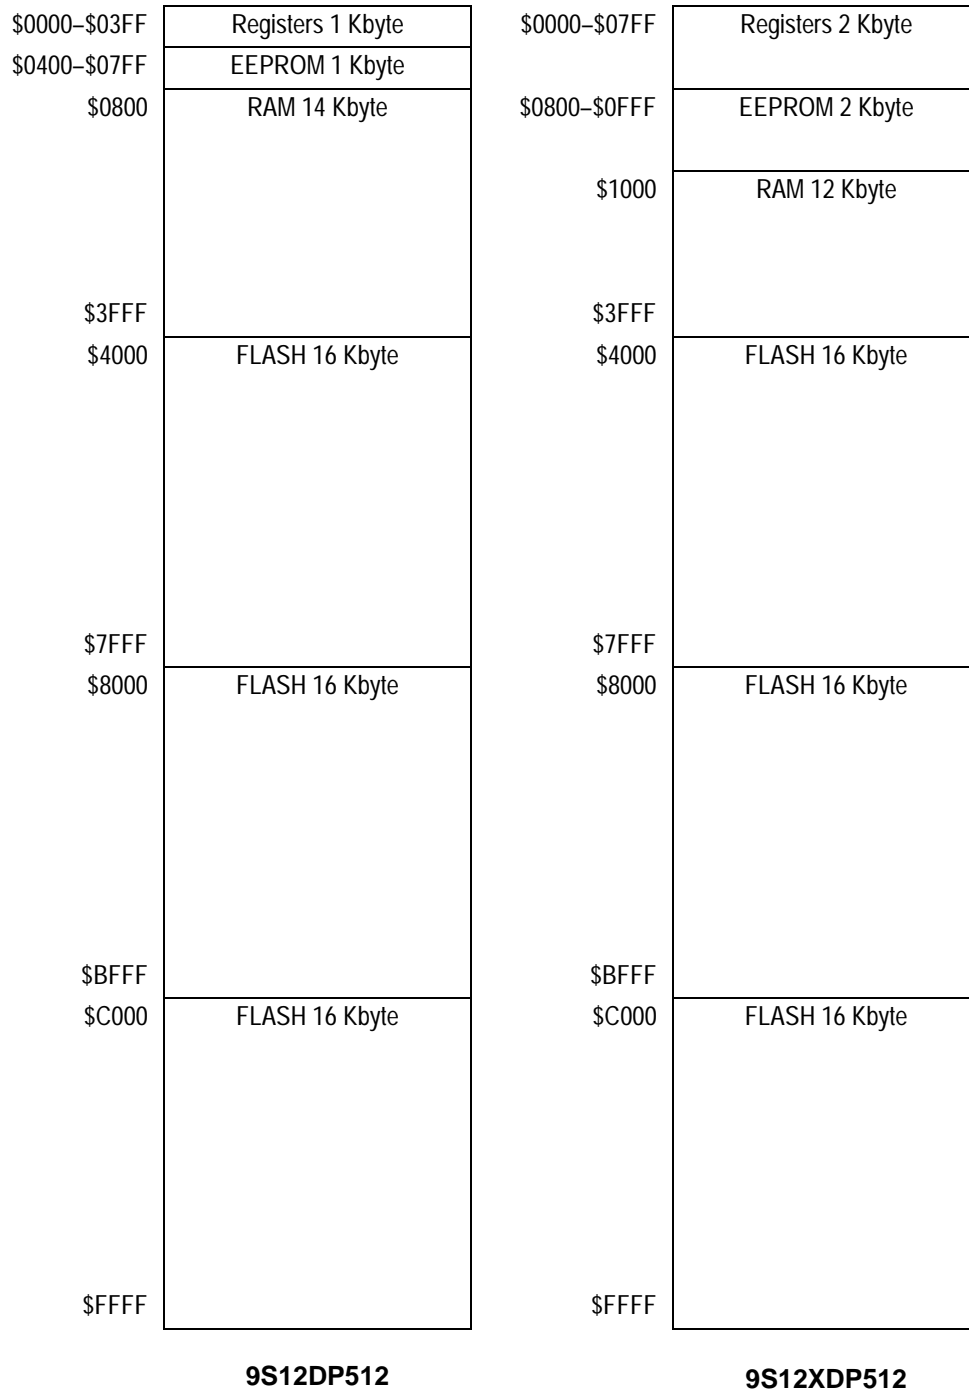 $0000–$03FF Registers 1 Kbyte
$0400–$07FF EEPROM 1 Kbyte
$0800 RAM 14 Kbyte
$3FFF
$4000 FLASH 16 Kbyte
$7FFF
$8000 FLASH 16 Kbyte
$BFFF
$C000 FLASH 16 Kbyte
$FFFF
9S12DP512
$0000–$07FF Registers 2 Kbyte
$0800–$0FFF EEPROM 2 Kbyte
$1000 RAM 12 Kbyte
$3FFF
$4000 FLASH 16 Kbyte
$7FFF
$8000 FLASH 16 Kbyte
$BFFF
$C000 FLASH 16 Kbyte
$FFFF
9S12XDP512